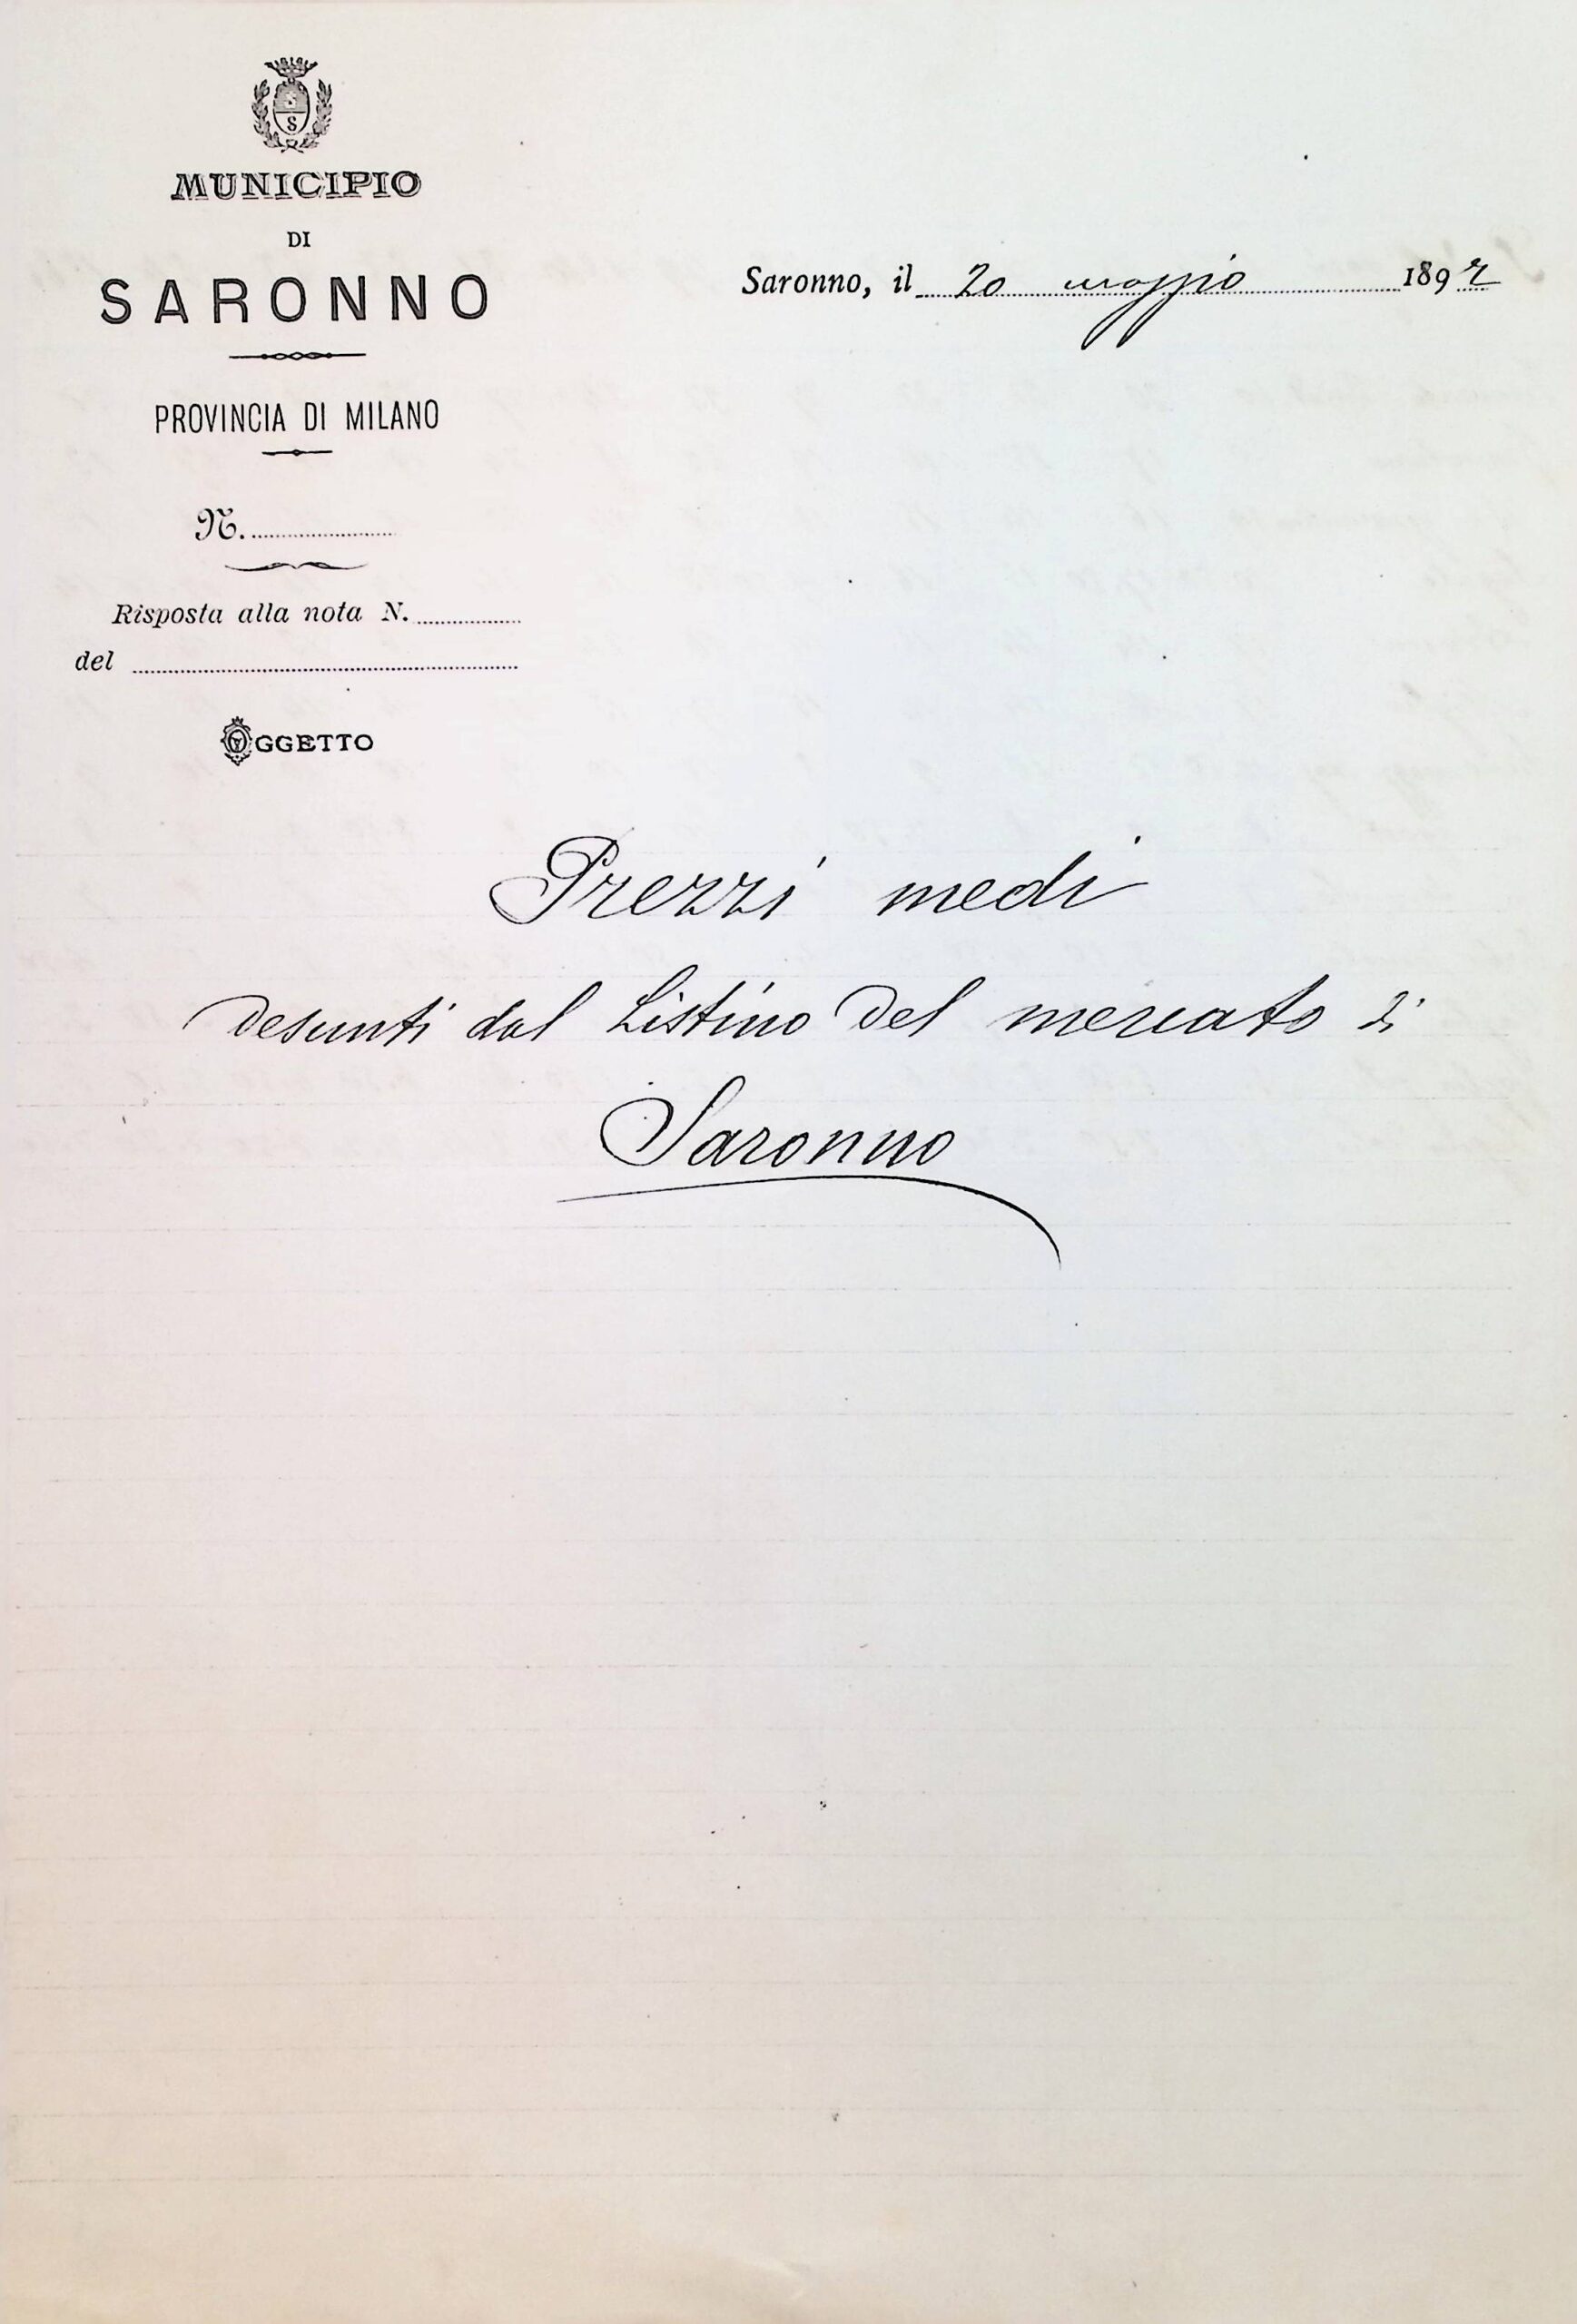 MUNICIPIO
DI
SARONNO
PROVINCIA DI MILANO
N.
Risposta alla nota N.
del
OGGETTO
Saronno, il 20 maggio 1892
Prezzi medi
desunti dal Listino del mercato di
Saronno